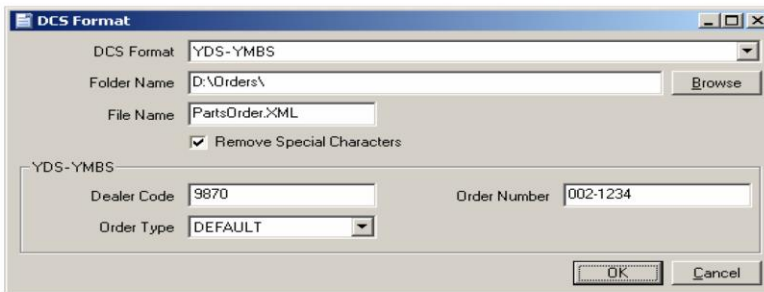 DCS Format
DCS Format YDS-YMBS
Folder Name D:\Orders\ Browse
File Name PartsOrder.XML
Remove Special Characters
YDS-YMBS
Dealer Code 9870 Order Number 002-1234
Order Type DEFAULT
OK Cancel